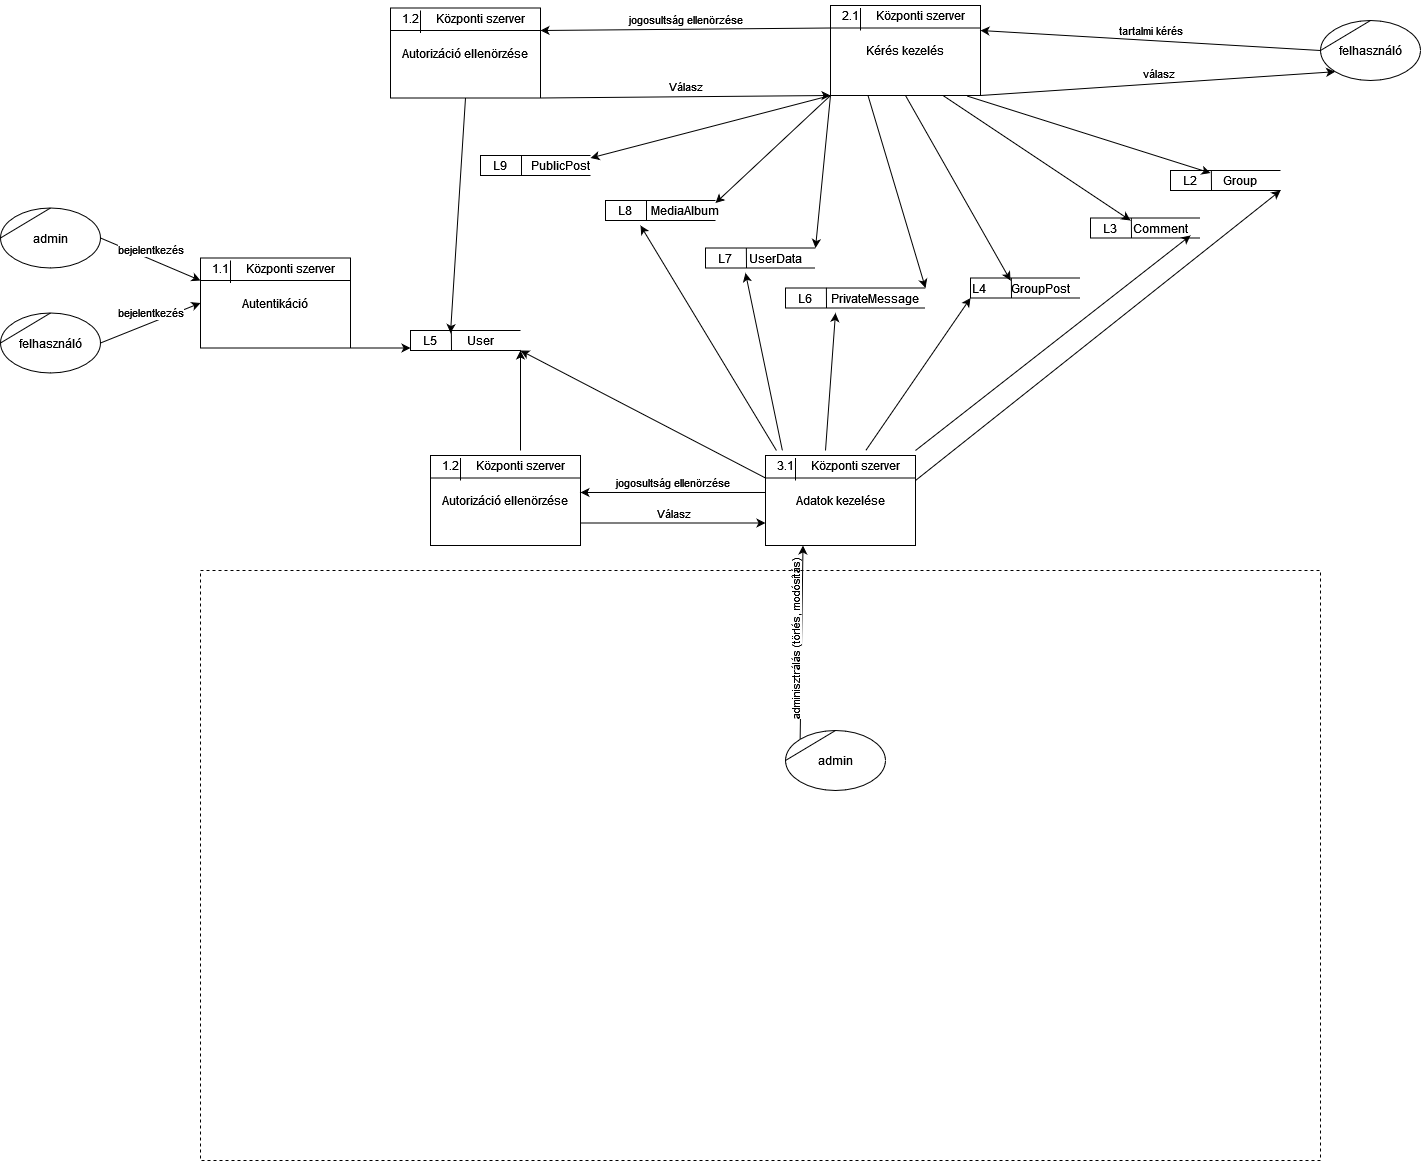 1.2 Központi szerver
Autorizáció ellenörzése
jogosultság ellenörzése
2.1 Központi szerver
Kérés kezelés
tartalmi kérés
felhasználó
válasz
Válasz
L9 PublicPost
L8 MediaAlbum
L2 Group
L3 Comment
L7 UserData
L6 PrivateMessage
L4 GroupPost
admin
bejelentkezés
1.1 Központi szerver
Autentikáció
felhasználó
bejelentkezés
L5 User
1.2 Központi szerver
Autorizáció ellenörzése
jogosultság ellenörzése
Válasz
3.1 Központi szerver
Adatok kezelése
adminisztrálás (törlés, modósítás)
admin